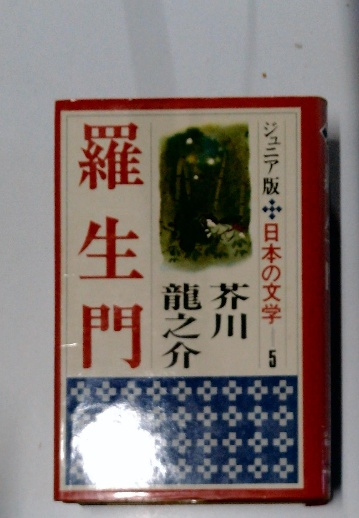 ジュニア版 日本の文学 5
芥川
龍之介
羅生門